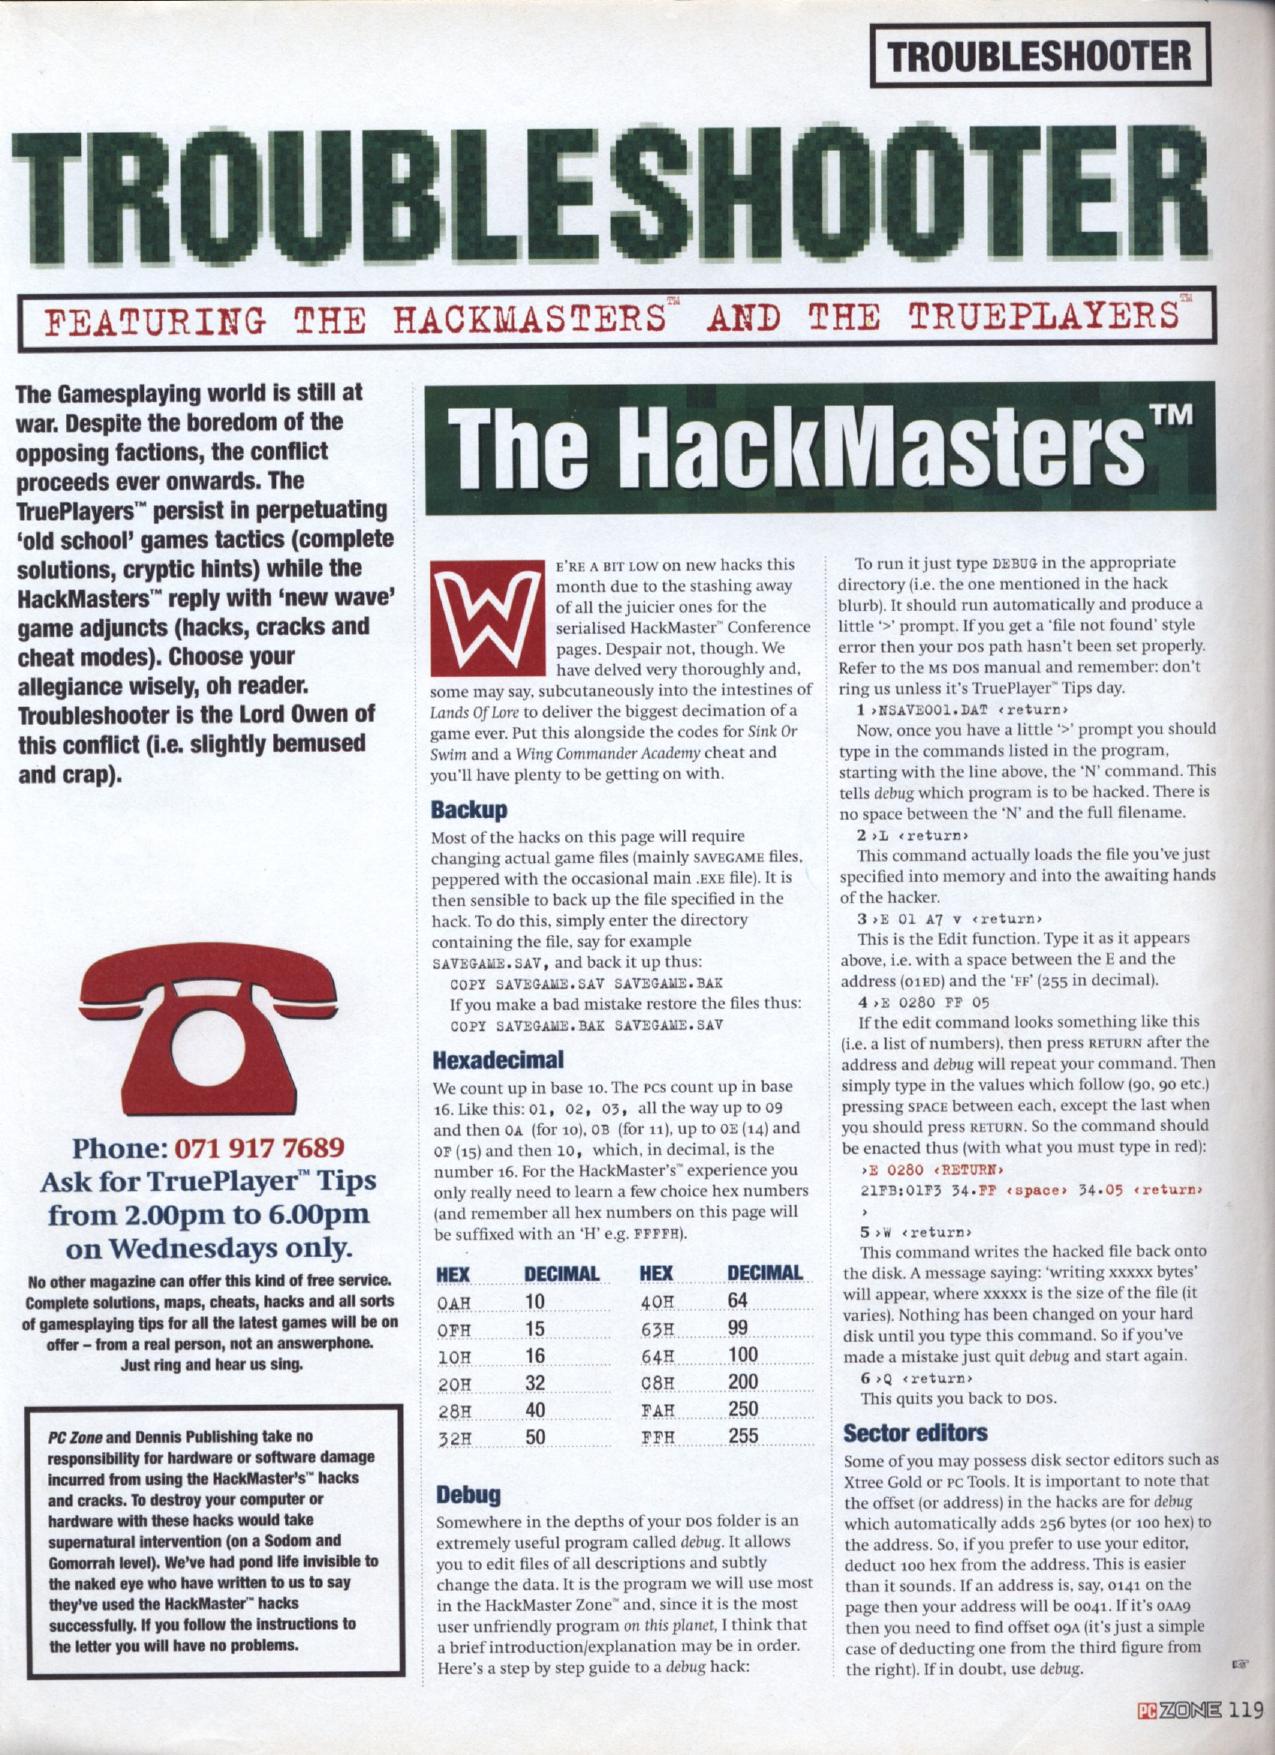 TROUBLESHOOTER
TROUBLESHOOTER
FEATURING THE HACKMASTERS™ AND THE TRUEPLAYERS™
The Gamesplaying world is still at
war. Despite the boredom of the
opposing factions, the conflict
proceeds ever onwards. The
TruePlayers™ persist in perpetuating
‘old school’ games tactics (complete
solutions, cryptic hints) while the
HackMasters™ reply with ‘new wave’
game adjuncts (hacks, cracks and
cheat modes). Choose your
allegiance wisely, oh reader.
Troubleshooter is the Lord Owen of
this conflict (i.e. slightly bemused
and crap).
Phone: 071 917 7689
Ask for TruePlayer™ Tips
from 2.00pm to 6.00pm
on Wednesdays only.
No other magazine can offer this kind of free service.
Complete solutions, maps, cheats, hacks and all sorts
of gamesplaying tips for all the latest games will be on
offer – from a real person, not an answerphone.
Just ring and hear us sing.
PC Zone and Dennis Publishing take no
responsibility for hardware or software damage
incurred from using the HackMaster’s™ hacks
and cracks. To destroy your computer or
hardware with these hacks would take
supernatural intervention (on a Sodom and
Gomorrah level). We’ve had pond life invisible to
the naked eye who have written to us to say
they’ve used the HackMaster™ hacks
successfully. If you follow the instructions to
the letter you will have no problems.
The HackMasters™
WE’RE A BIT LOW on new hacks this
month due to the stashing away
of all the juicier ones for the
serialised HackMaster™ Conference
pages. Despair not, though. We
have delved very thoroughly and,
some may say, subcutaneously into the intestines of
Lands Of Lore to deliver the biggest decimation of a
game ever. Put this alongside the codes for Sink Or
Swim and a Wing Commander Academy cheat and
you’ll have plenty to be getting on with.
Backup
Most of the hacks on this page will require
changing actual game files (mainly SAVEGAME files,
peppered with the occasional main .EXE file). It is
then sensible to back up the file specified in the
hack. To do this, simply enter the directory
containing the file, say for example
SAVEGAME.SAV, and back it up thus:
COPY SAVEGAME.SAV SAVEGAME.BAK
If you make a bad mistake restore the files thus:
COPY SAVEGAME.BAK SAVEGAME.SAV
Hexadecimal
We count up in base 10. The PCs count up in base
16. Like this: 01, 02, 03, all the way up to 09
and then 0A (for 10), 0B (for 11), up to 0E (14) and
0F (15) and then 10, which, in decimal, is the
number 16. For the HackMaster’s™ experience you
only really need to learn a few choice hex numbers
(and remember all hex numbers on this page will
be suffixed with an ‘H’ e.g. FFFFH).
HEX DECIMAL HEX DECIMAL
0AH 10 40H 64
0FH 15 63H 99
10H 16 64H 100
20H 32 C8H 200
28H 40 FAH 250
32H 50 FFH 255
Debug
Somewhere in the depths of your DOS folder is an
extremely useful program called debug. It allows
you to edit files of all descriptions and subtly
change the data. It is the program we will use most
in the HackMaster Zone™ and, since it is the most
user unfriendly program on this planet, I think that
a brief introduction/explanation may be in order.
Here’s a step by step guide to a debug hack:
To run it just type DEBUG in the appropriate
directory (i.e. the one mentioned in the hack
blurb). It should run automatically and produce a
little ‘>’ prompt. If you get a ‘file not found’ style
error then your DOS path hasn’t been set properly.
Refer to the MS DOS manual and remember: don’t
ring us unless it’s TruePlayer™ Tips day.
1 >NSAVE001.DAT <return>
Now, once you have a little ‘>’ prompt you should
type in the commands listed in the program,
starting with the line above, the ‘N’ command. This
tells debug which program is to be hacked. There is
no space between the ‘N’ and the full filename.
2 >L <return>
This command actually loads the file you’ve just
specified into memory and into the awaiting hands
of the hacker.
3 >E 01 A7 v <return>
This is the Edit function. Type it as it appears
above, i.e. with a space between the E and the
address (01ED) and the ‘FF’ (255 in decimal).
4 >E 0280 FF 05
If the edit command looks something like this
(i.e. a list of numbers), then press RETURN after the
address and debug will repeat your command. Then
simply type in the values which follow (90, 90 etc.)
pressing SPACE between each, except the last when
you should press RETURN. So the command should
be enacted thus (with what you must type in red):
>E 0280 <RETURN>
21FB:01F3 34.FF <space> 34.05 <return>
>
5 >W <return>
This command writes the hacked file back onto
the disk. A message saying: ‘writing xxxxx bytes’
will appear, where xxxxx is the size of the file (it
varies). Nothing has been changed on your hard
disk until you type this command. So if you’ve
made a mistake just quit debug and start again.
6 >Q <return>
This quits you back to DOS.
Sector editors
Some of you may possess disk sector editors such as
Xtree Gold or PC Tools. It is important to note that
the offset (or address) in the hacks are for debug
which automatically adds 256 bytes (or 100 hex) to
the address. So, if you prefer to use your editor,
deduct 100 hex from the address. This is easier
than it sounds. If an address is, say, 0141 on the
page then your address will be 0041. If it’s 0AA9
then you need to find offset 09A (it’s just a simple
case of deducting one from the third figure from
the right). If in doubt, use debug.
PC ZONE 119